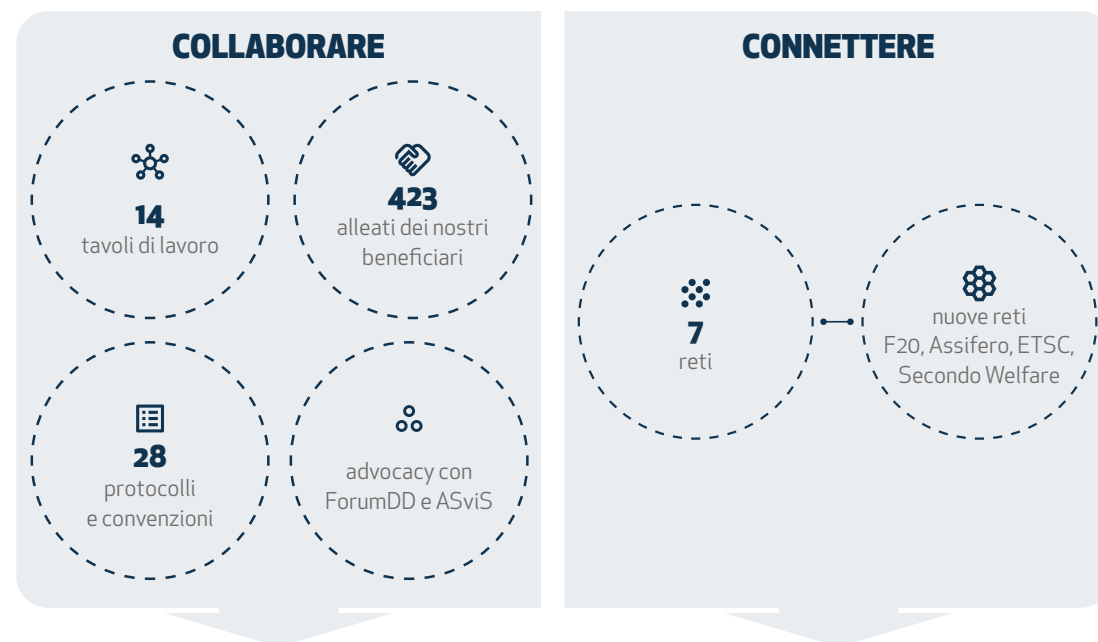 COLLABORARE
14
tavoli di lavoro
423
alleati dei nostri
beneficiari
28
protocolli
e convenzioni
advocacy con
ForumDD e ASviS
CONNETTERE
7
reti
nuove reti
F20, Assifero, ETSC,
Secondo Welfare